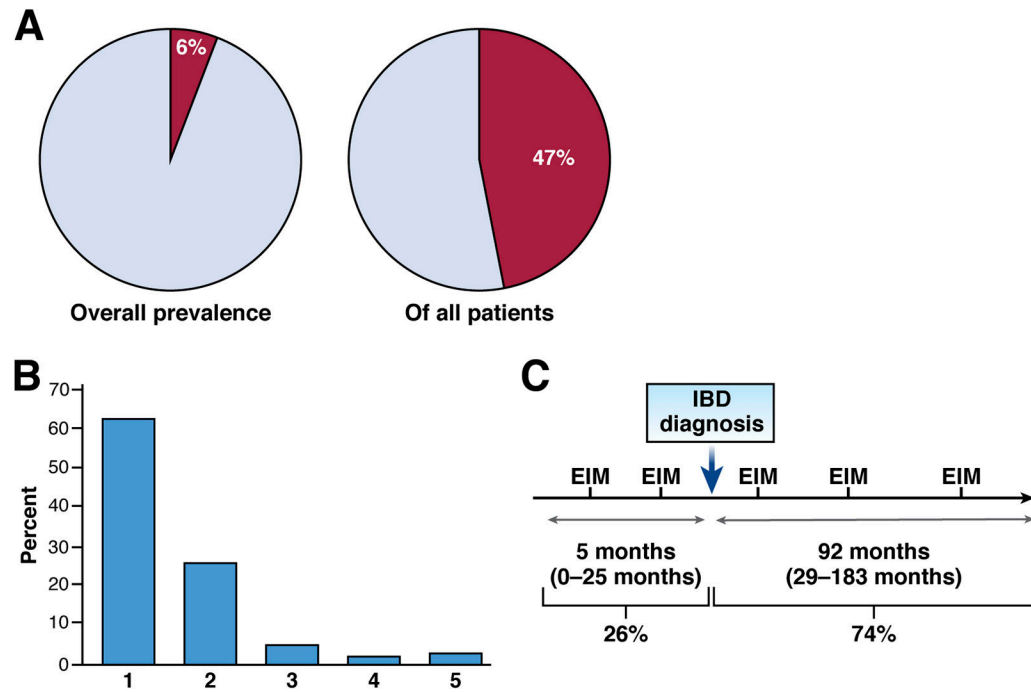 A
6%
47%
Overall prevalence
Of all patients
B
Percent
70
60
50
40
30
20
10
0
1 2 3 4 5
C
IBD
diagnosis
EIM EIM EIM EIM EIM
5 months
(0–25 months)
92 months
(29–183 months)
26%
74%